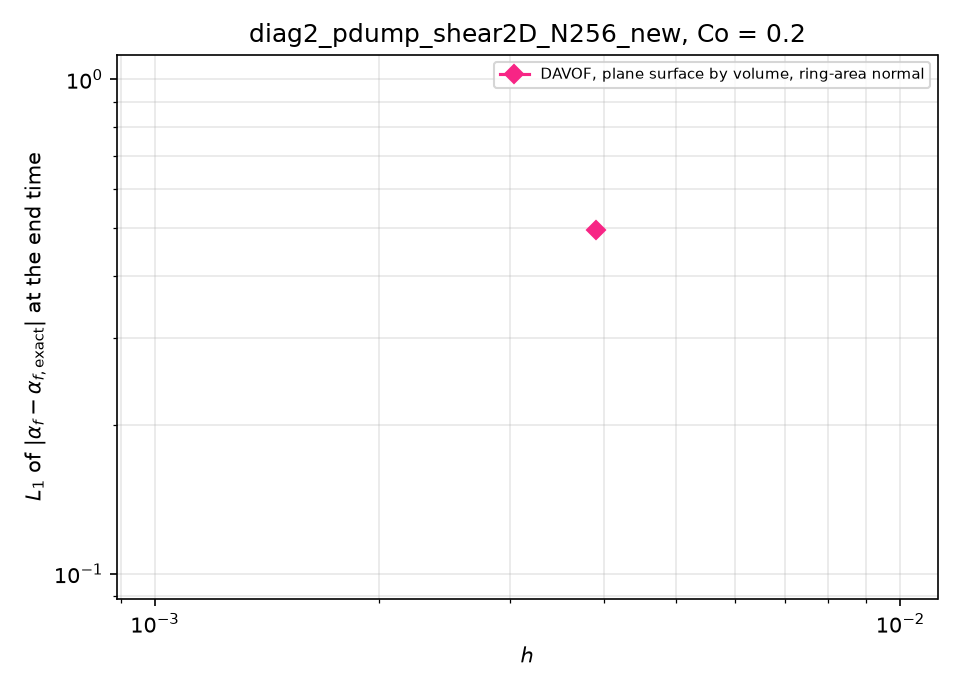 diag2_pdump_shear2D_N256_new, Co = 0.2
DAVOF, plane surface by volume, ring-area normal
10⁰
10⁻¹
L₁ of |α_f − α_{f,exact}| at the end time
10⁻³
10⁻²
h